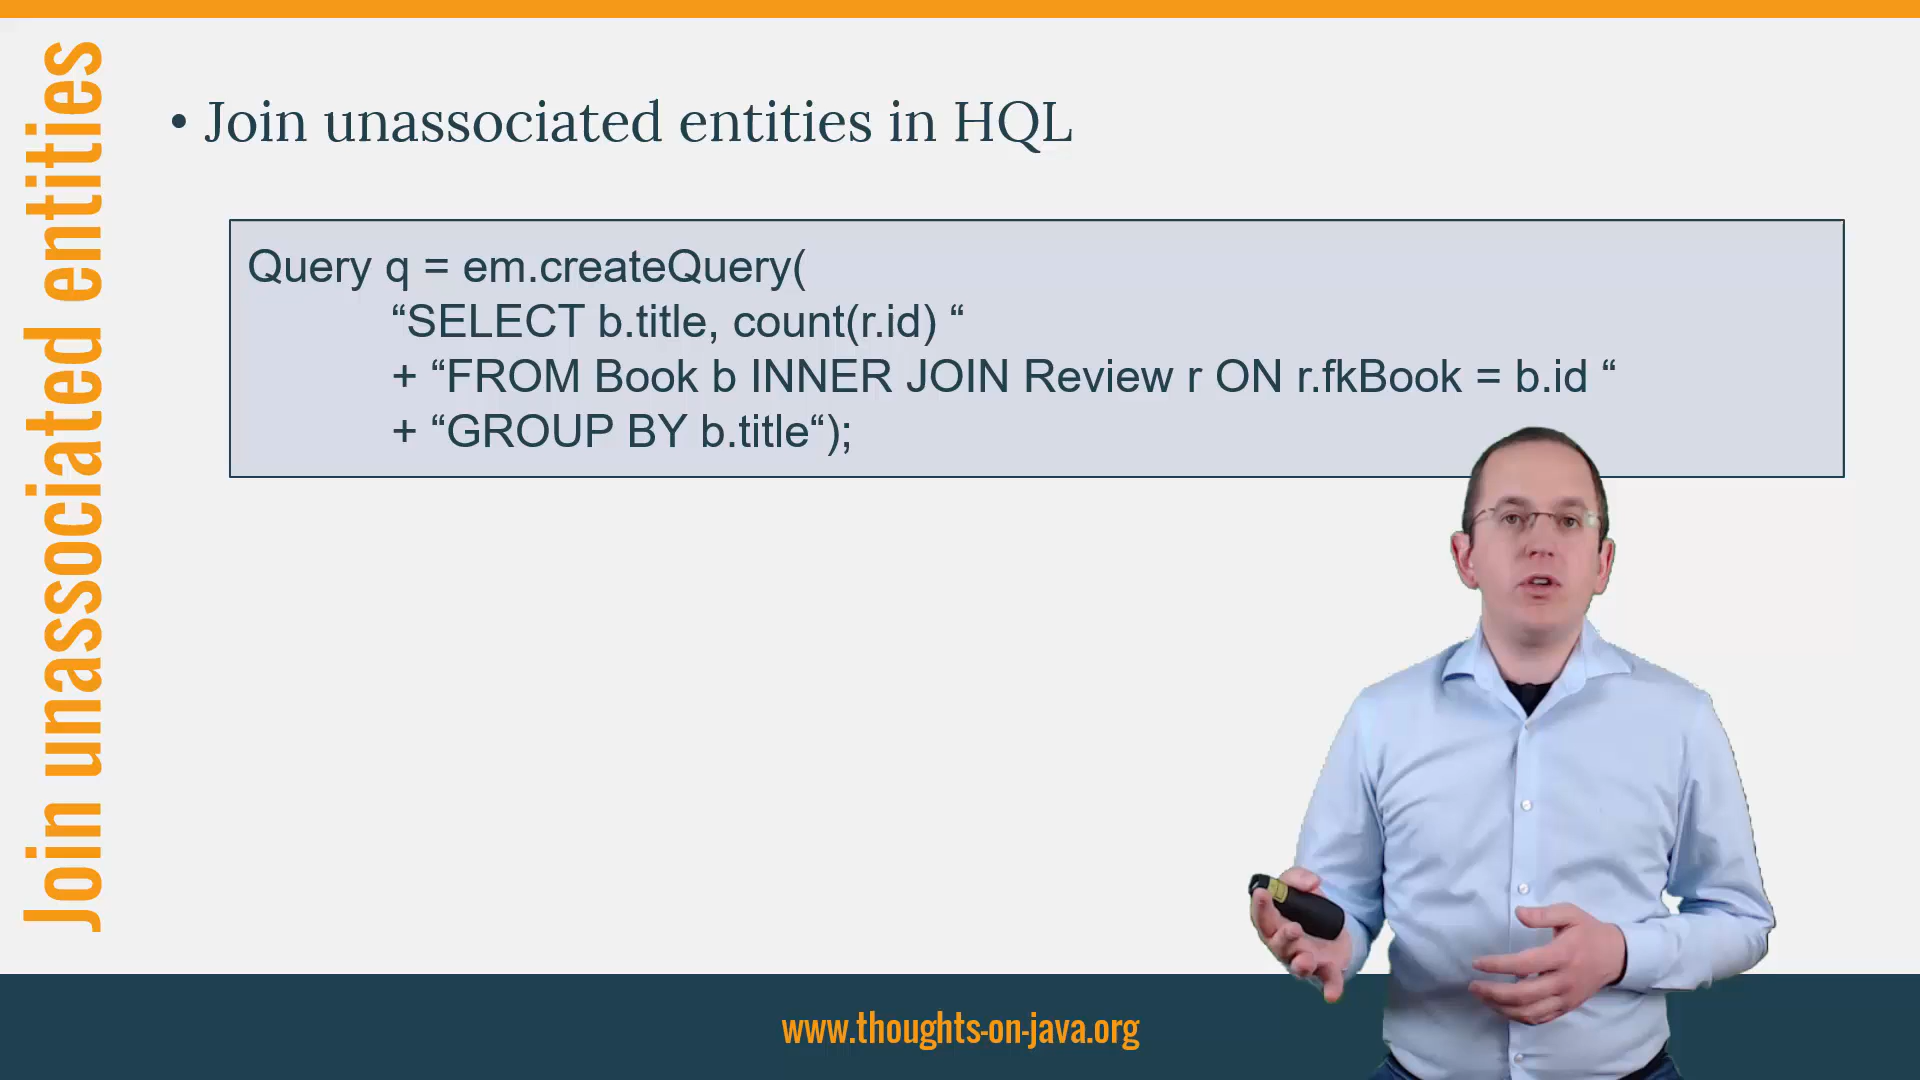 Join unassociated entities
• Join unassociated entities in HQL
Query q = em.createQuery(
“SELECT b.title, count(r.id) “
+ “FROM Book b INNER JOIN Review r ON r.fkBook = b.id “
+ “GROUP BY b.title“);
www.thoughts-on-java.org